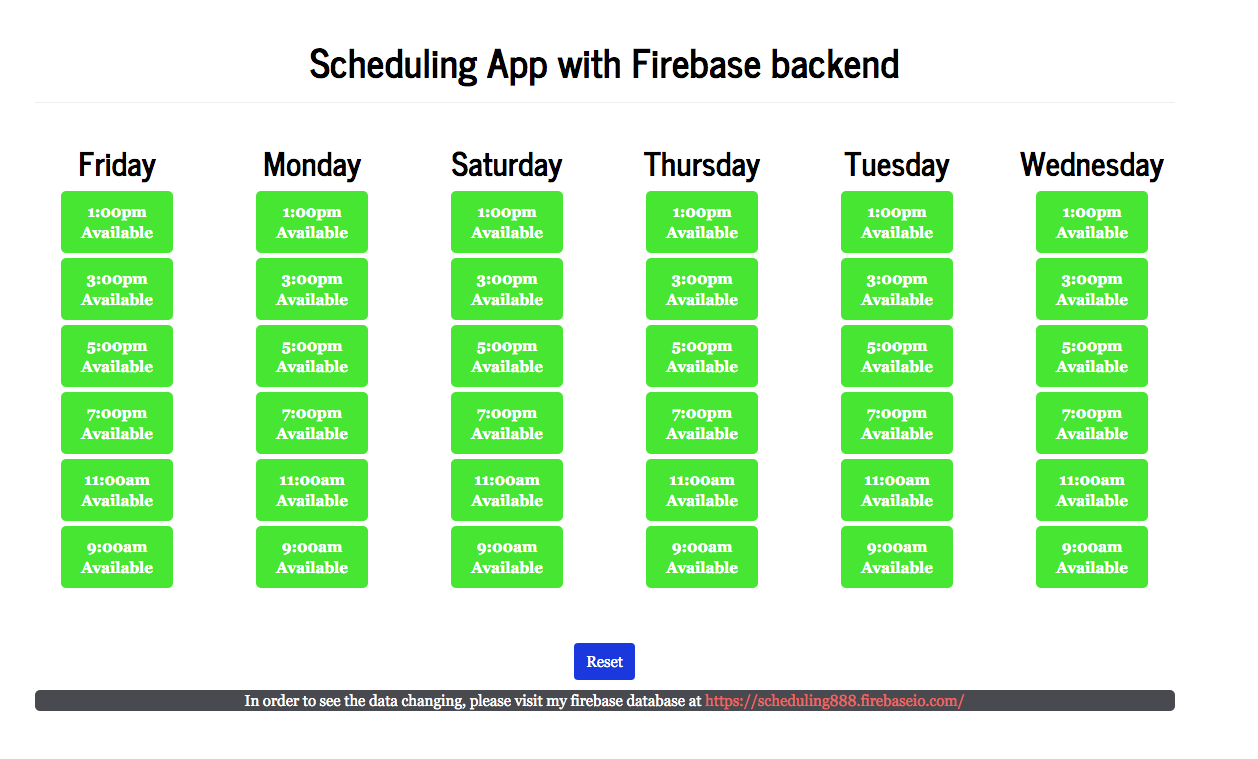 Scheduling App with Firebase backend
Friday
Monday
Saturday
Thursday
Tuesday
Wednesday
1:00pm
Available
1:00pm
Available
1:00pm
Available
1:00pm
Available
1:00pm
Available
1:00pm
Available
3:00pm
Available
3:00pm
Available
3:00pm
Available
3:00pm
Available
3:00pm
Available
3:00pm
Available
5:00pm
Available
5:00pm
Available
5:00pm
Available
5:00pm
Available
5:00pm
Available
5:00pm
Available
7:00pm
Available
7:00pm
Available
7:00pm
Available
7:00pm
Available
7:00pm
Available
7:00pm
Available
11:00am
Available
11:00am
Available
11:00am
Available
11:00am
Available
11:00am
Available
11:00am
Available
9:00am
Available
9:00am
Available
9:00am
Available
9:00am
Available
9:00am
Available
9:00am
Available
Reset
In order to see the data changing, please visit my firebase database at https://scheduling888.firebaseio.com/